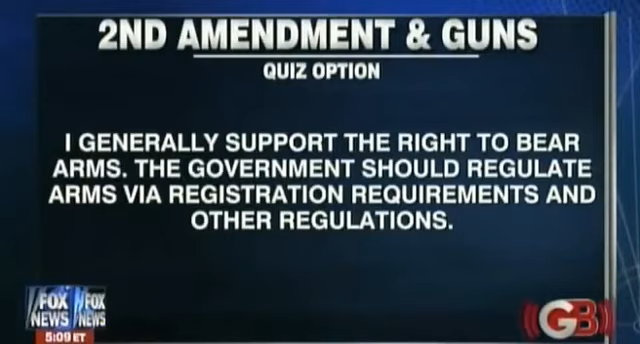 2ND AMENDMENT & GUNS
QUIZ OPTION
I GENERALLY SUPPORT THE RIGHT TO BEAR
ARMS. THE GOVERNMENT SHOULD REGULATE
ARMS VIA REGISTRATION REQUIREMENTS AND
OTHER REGULATIONS.
FOX NEWS
FOX NEWS
5:09 ET
GB